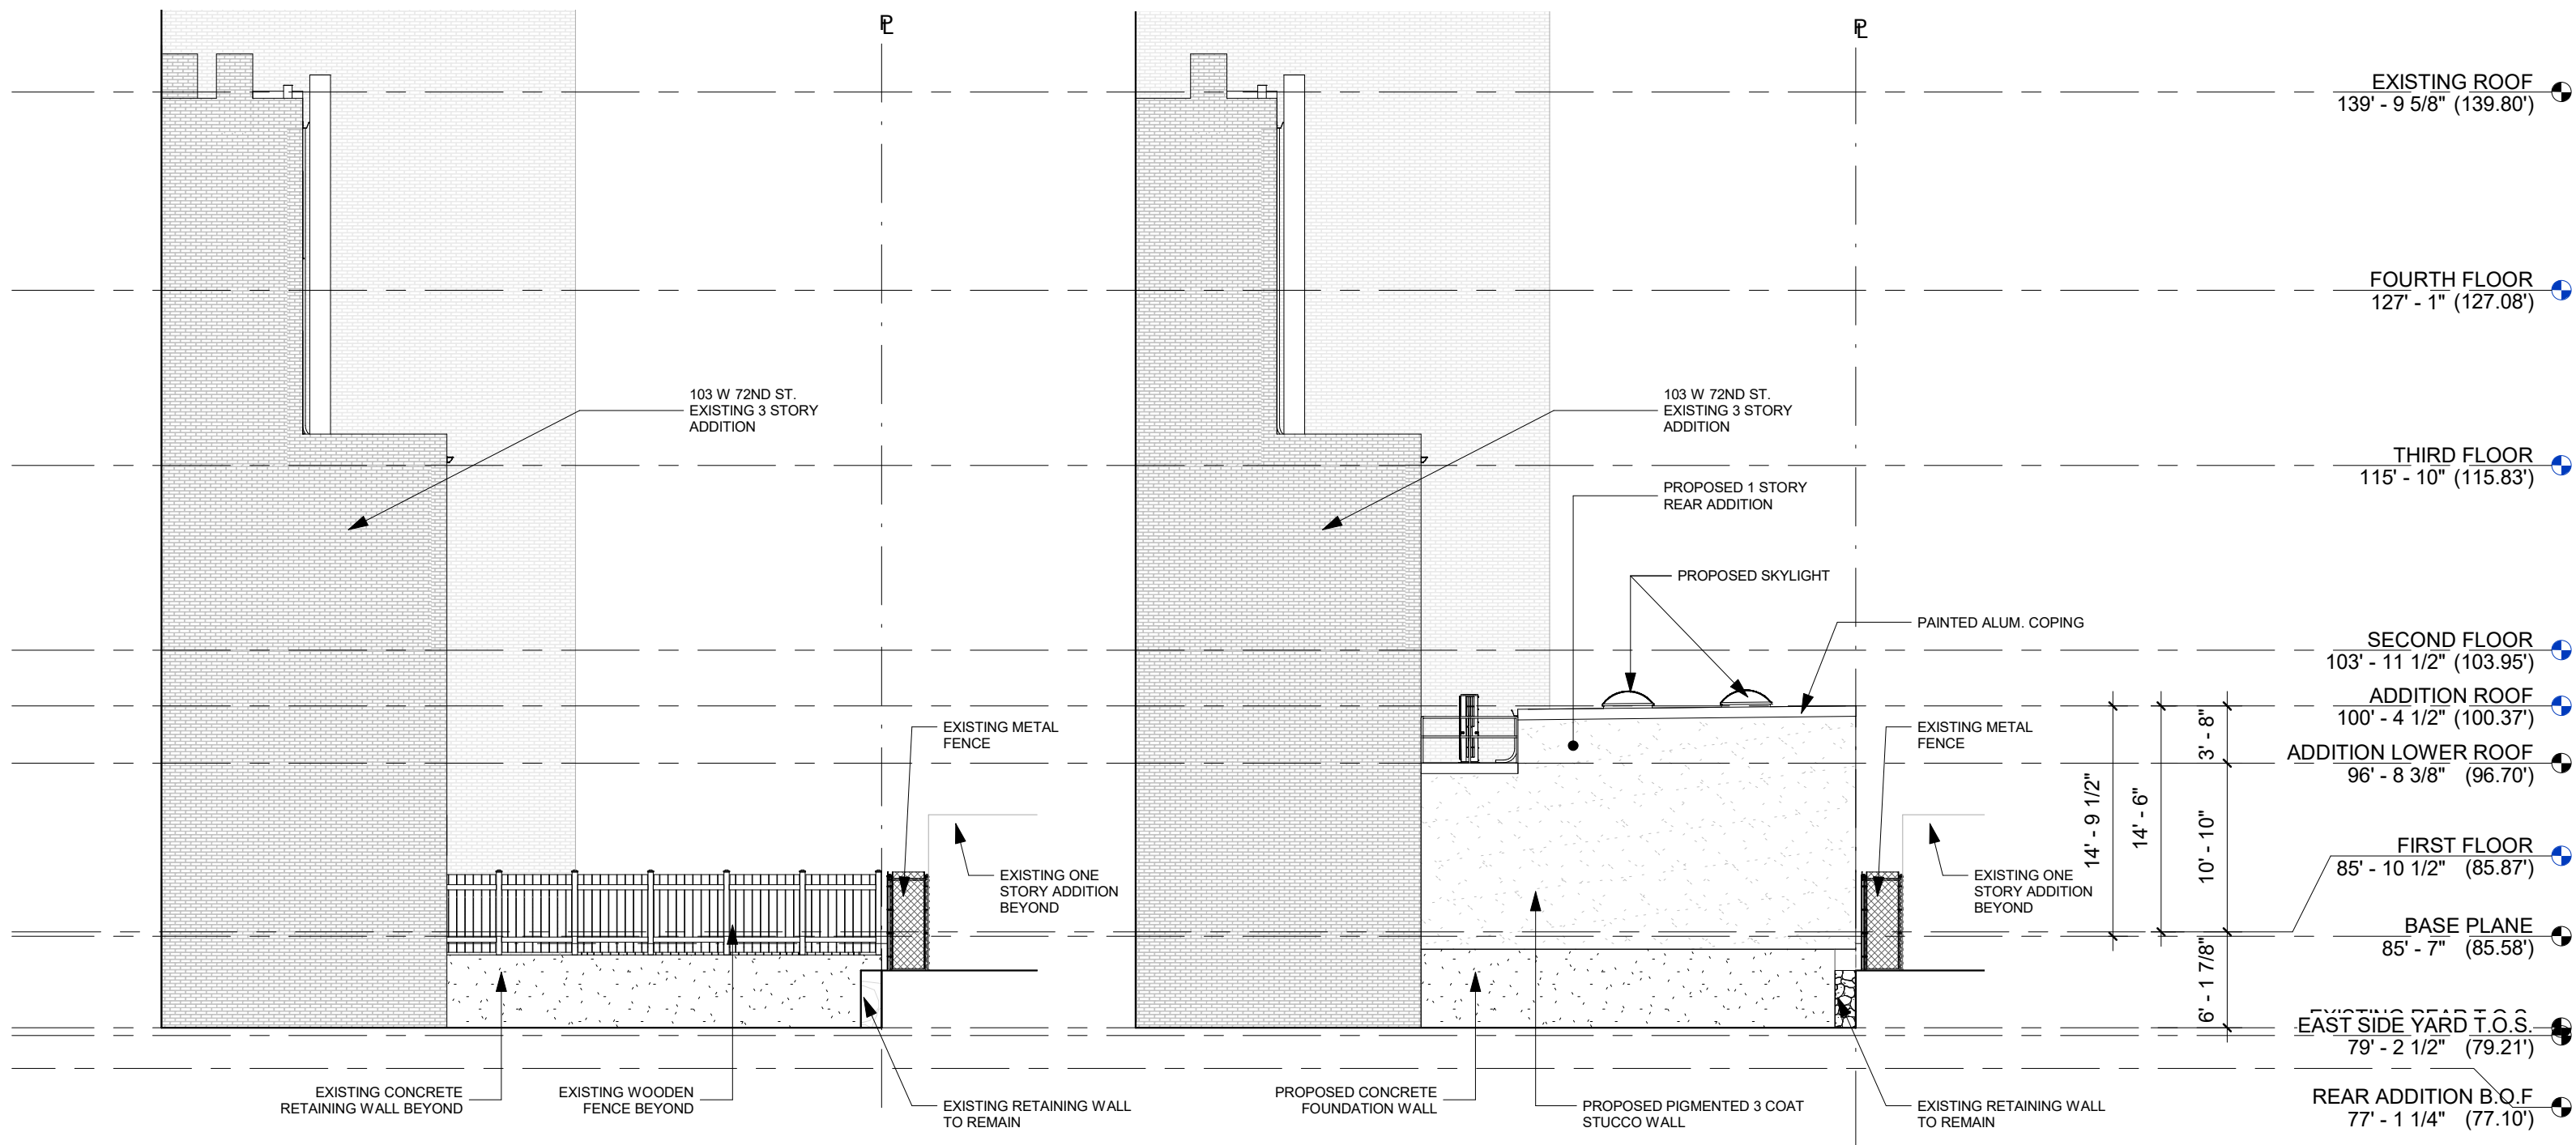 PL
PL
EXISTING ROOF
139' - 9 5/8" (139.80')
FOURTH FLOOR
127' - 1" (127.08')
103 W 72ND ST.
EXISTING 3 STORY
ADDITION
103 W 72ND ST.
EXISTING 3 STORY
ADDITION
THIRD FLOOR
115' - 10" (115.83')
PROPOSED 1 STORY
REAR ADDITION
PROPOSED SKYLIGHT
PAINTED ALUM. COPING
SECOND FLOOR
103' - 11 1/2" (103.95')
ADDITION ROOF
100' - 4 1/2" (100.37')
EXISTING METAL
FENCE
EXISTING METAL
FENCE
3' - 8"
ADDITION LOWER ROOF
96' - 8 3/8" (96.70')
14' - 9 1/2"
14' - 6"
10' - 10"
FIRST FLOOR
85' - 10 1/2" (85.87')
EXISTING ONE
STORY ADDITION
BEYOND
EXISTING ONE
STORY ADDITION
BEYOND
BASE PLANE
85' - 7" (85.58')
6' - 1 7/8"
EXISTING REAR T.O.S.
EAST SIDE YARD T.O.S.
79' - 2 1/2" (79.21')
EXISTING CONCRETE
RETAINING WALL BEYOND
EXISTING WOODEN
FENCE BEYOND
EXISTING RETAINING WALL
TO REMAIN
PROPOSED CONCRETE
FOUNDATION WALL
PROPOSED PIGMENTED 3 COAT
STUCCO WALL
EXISTING RETAINING WALL
TO REMAIN
REAR ADDITION B.O.F
77' - 1 1/4" (77.10')